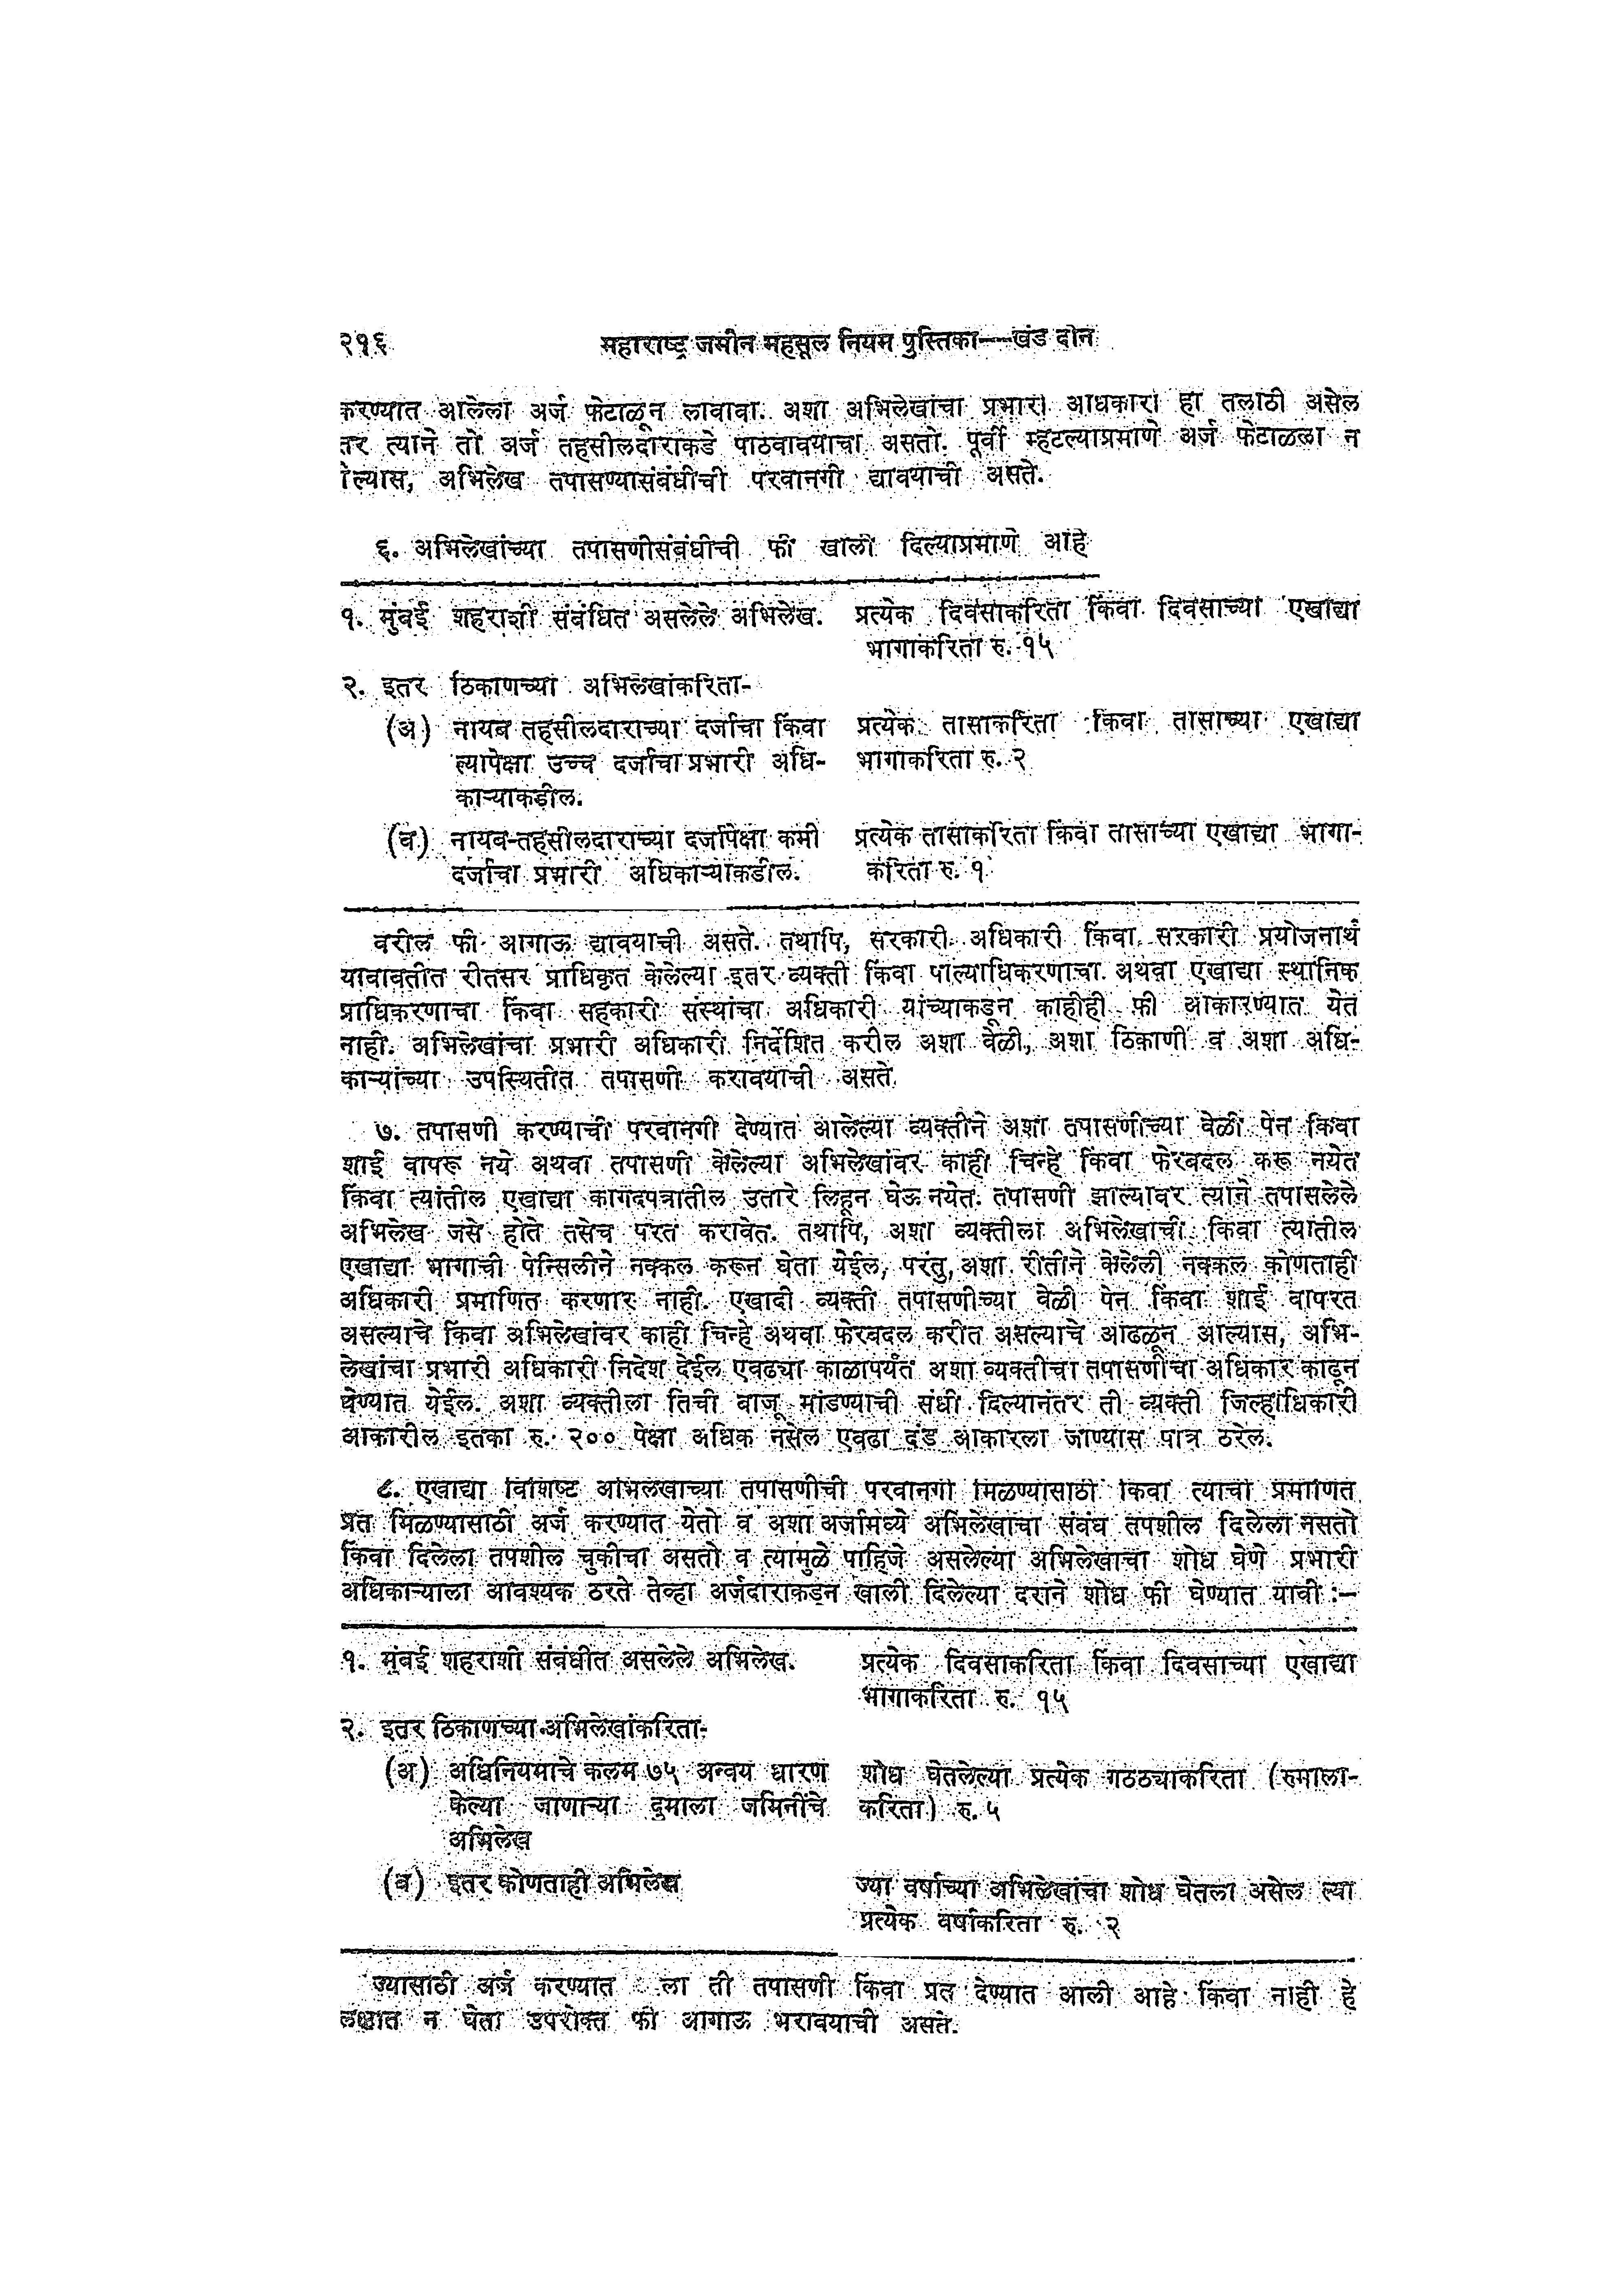 २१६ महाराष्ट्र जमीन महसूल नियम पुस्तिका—खंड दोन
करण्यात आलेला अर्ज फेटाळून लावावा. अशा अभिलेखांचा प्रभारी अधिकारी हा तलाठी असेल
तर त्याने तो अर्ज तहसीलदाराकडे पाठवावयाचा असतो. पूर्वी म्हटल्याप्रमाणे अर्ज फेटाळला न
ेल्यास, अभिलेख तपासण्यासंबंधीची परवानगी द्यावयाची असते.
६. अभिलेखांच्या तपासणीसंबंधीची फी खाली दिल्याप्रमाणे आहे
१. मुंबई शहराशी संबंधित असलेले अभिलेख. प्रत्येक दिवसाकरिता किंवा दिवसाच्या एखाद्या
भागाकरिता रु. १५
२. इतर ठिकाणच्या अभिलेखांकरिता-
(अ) नायब तहसीलदाराच्या दर्जाचा किंवा प्रत्येक तासाकरिता किंवा तासाच्या एखाद्या
त्यापेक्षा उच्च दर्जाचा प्रभारी अधि- भागाकरिता रु. २
काऱ्याकडील.
(ब) नायब-तहसीलदाराच्या दर्जापेक्षा कमी प्रत्येक तासाकरिता किंवा तासाच्या एखाद्या भागा-
दर्जाचा प्रभारी अधिकाऱ्याकडील. करिता रु. १
वरील फी आगाऊ द्यावयाची असते. तथापि, सरकारी अधिकारी किंवा सरकारी प्रयोजनार्थ
याबाबतीत रीतसर प्राधिकृत केलेल्या इतर व्यक्ती किंवा पाल्याधिकरणाचा अथवा एखाद्या स्थानिक
प्राधिकरणाचा किंवा सहकारी संस्थांचा अधिकारी यांच्याकडून काहीही फी आकारण्यात येत
नाही. अभिलेखांचा प्रभारी अधिकारी निर्देशित करील अशा वेळी, अशा ठिकाणी व अशा अधि-
काऱ्यांच्या उपस्थितीत तपासणी करावयाची असते.
७. तपासणी करण्याची परवानगी देण्यात आलेल्या व्यक्तीने अशा तपासणीच्या वेळी पेन किंवा
शाई वापरू नये अथवा तपासणी केलेल्या अभिलेखांवर काही चिन्हे किंवा फेरबदल करू नयेत
किंवा त्यांतील एखाद्या कागदपत्रातील उतारे लिहून घेऊ नयेत. तपासणी झाल्यावर त्याने तपासलेले
अभिलेख जसे होते तसेच परत करावेत. तथापि, अशा व्यक्तीला अभिलेखाची किंवा त्यातील
एखाद्या भागाची पेन्सिलीने नक्कल करून घेता येईल, परंतु, अशा रीतीने केलेली नक्कल कोणताही
अधिकारी प्रमाणित करणार नाही. एखादी व्यक्ती तपासणीच्या वेळी पेन किंवा शाई वापरत
असल्याचे किंवा अभिलेखांवर काही चिन्हे अथवा फेरबदल करीत असल्याचे आढळून आल्यास, अभि-
लेखांचा प्रभारी अधिकारी निदेश देईल एवढ्या काळापर्यंत अशा व्यक्तीचा तपासणीचा अधिकार काढून
घेण्यात येईल. अशा व्यक्तीला तिची बाजू मांडण्याची संधी दिल्यानंतर ती व्यक्ती जिल्हाधिकारी
आकारील इतका रु. २०० पेक्षा अधिक नसेल एवढा दंड आकारला जाण्यास पात्र ठरेल.
८. एखाद्या विशिष्ट अभिलेखाच्या तपासणीची परवानगी मिळण्यासाठी किंवा त्याची प्रमाणित
प्रत मिळण्यासाठी अर्ज करण्यात येतो व अशा अर्जामध्ये अभिलेखाचा संबंध तपशील दिलेला नसतो
किंवा दिलेला तपशील चुकीचा असतो व त्यामुळे पाहिजे असलेल्या अभिलेखाचा शोध घेणे प्रभारी
अधिकाऱ्याला आवश्यक ठरते तेव्हा अर्जदाराकडून खाली दिलेल्या दराने शोध फी घेण्यात यावी :—
१. मुंबई शहराशी संबंधीत असलेले अभिलेख. प्रत्येक दिवसाकरिता किंवा दिवसाच्या एखाद्या
भागाकरिता रु. १५
२. इतर ठिकाणच्या अभिलेखांकरिता-
(अ) अधिनियमाचे कलम ७५ अन्वये धारण शोध घेतलेल्या प्रत्येक गठठ्याकरिता (रुमाला-
केल्या जाणाऱ्या दुमाला जमिनींचे करिता) रु. ५
अभिलेख
(ब) इतर कोणताही अभिलेख ज्या वर्षाच्या अभिलेखांचा शोध घेतला असेल त्या
प्रत्येक वर्षाकरिता रु. २
ज्यासाठी अर्ज करण्यात ला ती तपासणी किंवा प्रत देण्यात आली आहे किंवा नाही हे
लक्षात न घेता उपरोक्त फी आगाऊ भरावयाची असते.